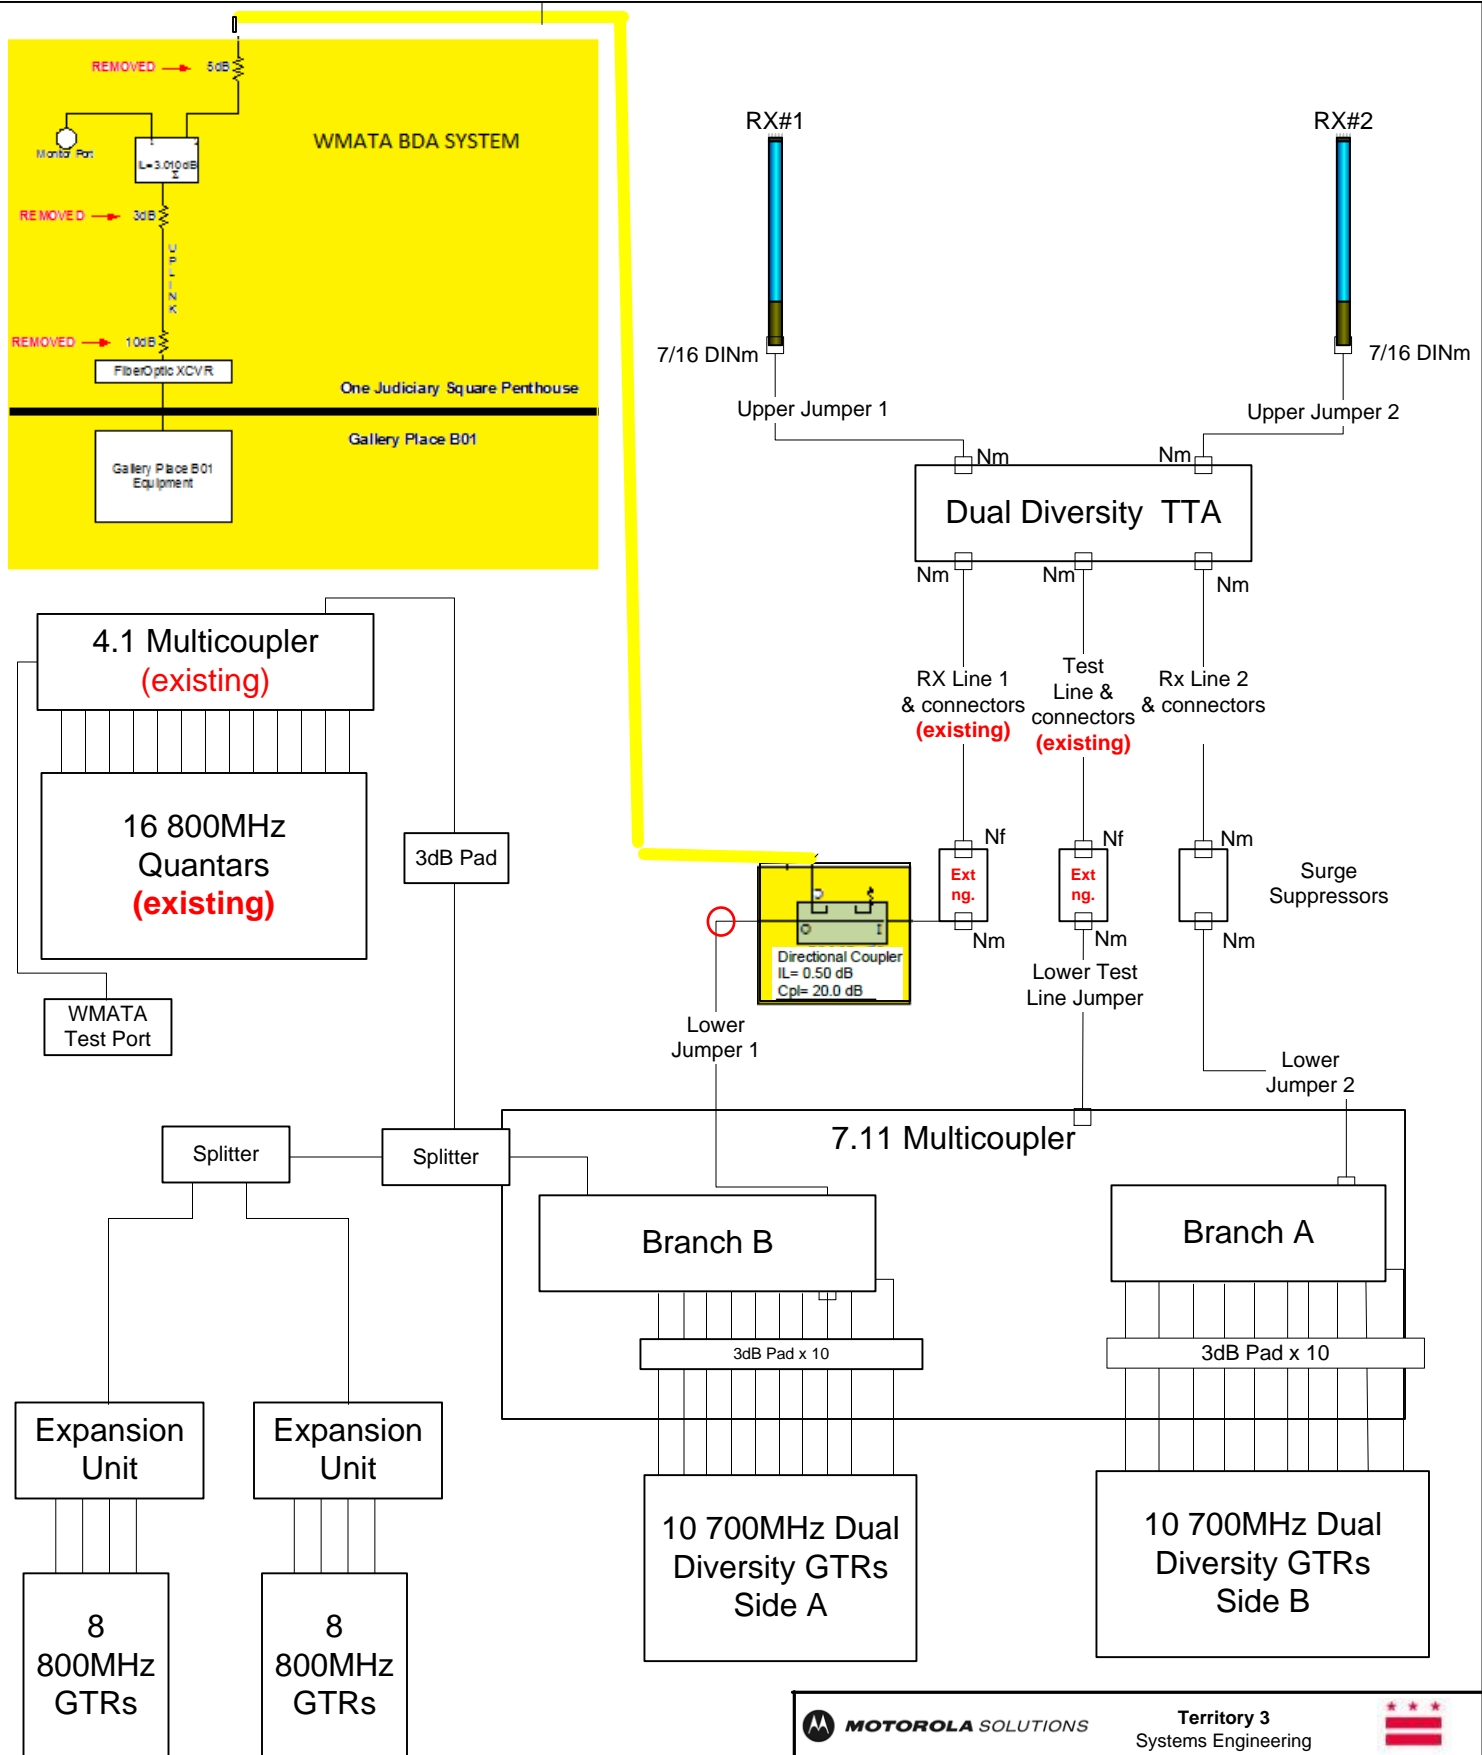 REMOVED
5dB
WMATA BDA SYSTEM
Monitor Port
IL=3.010dB
Σ
REMOVED
3dB
UPLINK
REMOVED
10dB
FiberOptic XCVR
One Judiciary Square Penthouse
Gallery Place B01
Gallery Place B01
Equipment
RX#1
RX#2
7/16 DINm
7/16 DINm
Upper Jumper 1
Upper Jumper 2
Nm
Nm
Dual Diversity TTA
Nm
Nm
Nm
RX Line 1
& connectors
(existing)
Test
Line &
connectors
(existing)
Rx Line 2
& connectors
4.1 Multicoupler
(existing)
16 800MHz
Quantars
(existing)
3dB Pad
WMATA
Test Port
Nf
Nf
Nm
Ext
ng.
Ext
ng.
Surge
Suppressors
Nm
Nm
Nm
O
I
Directional Coupler
IL= 0.50 dB
Cpl= 20.0 dB
Lower
Jumper 1
Lower Test
Line Jumper
Lower
Jumper 2
Splitter
Splitter
7.11 Multicoupler
Branch B
Branch A
3dB Pad x 10
3dB Pad x 10
Expansion
Unit
Expansion
Unit
10 700MHz Dual
Diversity GTRs
Side A
10 700MHz Dual
Diversity GTRs
Side B
8
800MHz
GTRs
8
800MHz
GTRs
MOTOROLA SOLUTIONS
Territory 3
Systems Engineering